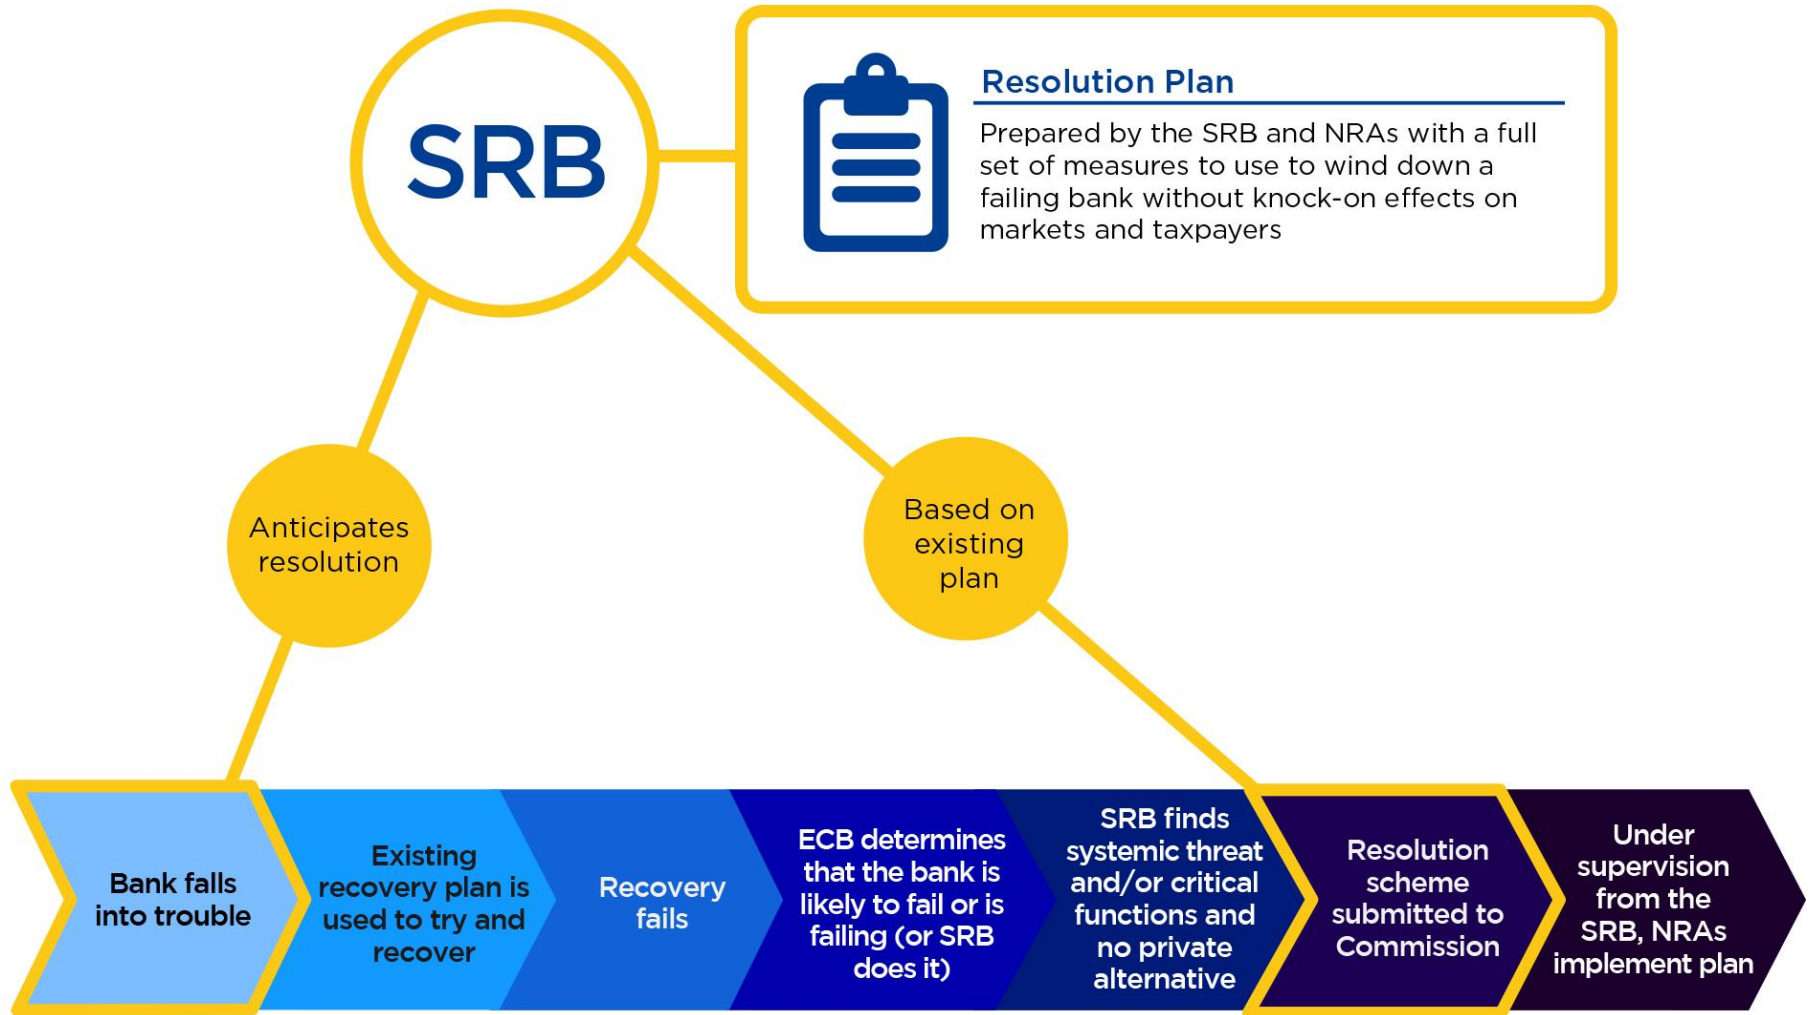 SRB
Resolution Plan
Prepared by the SRB and NRAs with a full
set of measures to use to wind down a
failing bank without knock-on effects on
markets and taxpayers
Anticipates
resolution
Based on
existing
plan
Bank falls
into trouble
Existing
recovery plan is
used to try and
recover
Recovery
fails
ECB determines
that the bank is
likely to fail or is
failing (or SRB
does it)
SRB finds
systemic threat
and/or critical
functions and
no private
alternative
Resolution
scheme
submitted to
Commission
Under
supervision
from the
SRB, NRAs
implement plan